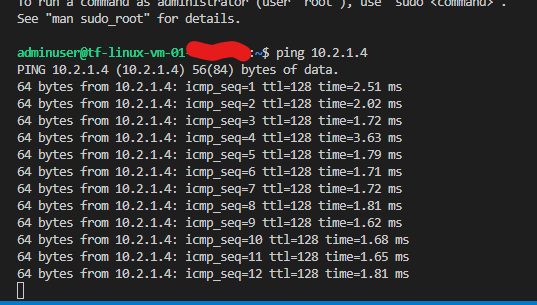 To run a command as administrator (user "root"), use "sudo <command>".
See "man sudo_root" for details.
adminuser@tf-linux-vm-01 :~$ ping 10.2.1.4
PING 10.2.1.4 (10.2.1.4) 56(84) bytes of data.
64 bytes from 10.2.1.4: icmp_seq=1 ttl=128 time=2.51 ms
64 bytes from 10.2.1.4: icmp_seq=2 ttl=128 time=2.02 ms
64 bytes from 10.2.1.4: icmp_seq=3 ttl=128 time=1.72 ms
64 bytes from 10.2.1.4: icmp_seq=4 ttl=128 time=3.63 ms
64 bytes from 10.2.1.4: icmp_seq=5 ttl=128 time=1.79 ms
64 bytes from 10.2.1.4: icmp_seq=6 ttl=128 time=1.71 ms
64 bytes from 10.2.1.4: icmp_seq=7 ttl=128 time=1.72 ms
64 bytes from 10.2.1.4: icmp_seq=8 ttl=128 time=1.81 ms
64 bytes from 10.2.1.4: icmp_seq=9 ttl=128 time=1.62 ms
64 bytes from 10.2.1.4: icmp_seq=10 ttl=128 time=1.68 ms
64 bytes from 10.2.1.4: icmp_seq=11 ttl=128 time=1.65 ms
64 bytes from 10.2.1.4: icmp_seq=12 ttl=128 time=1.81 ms